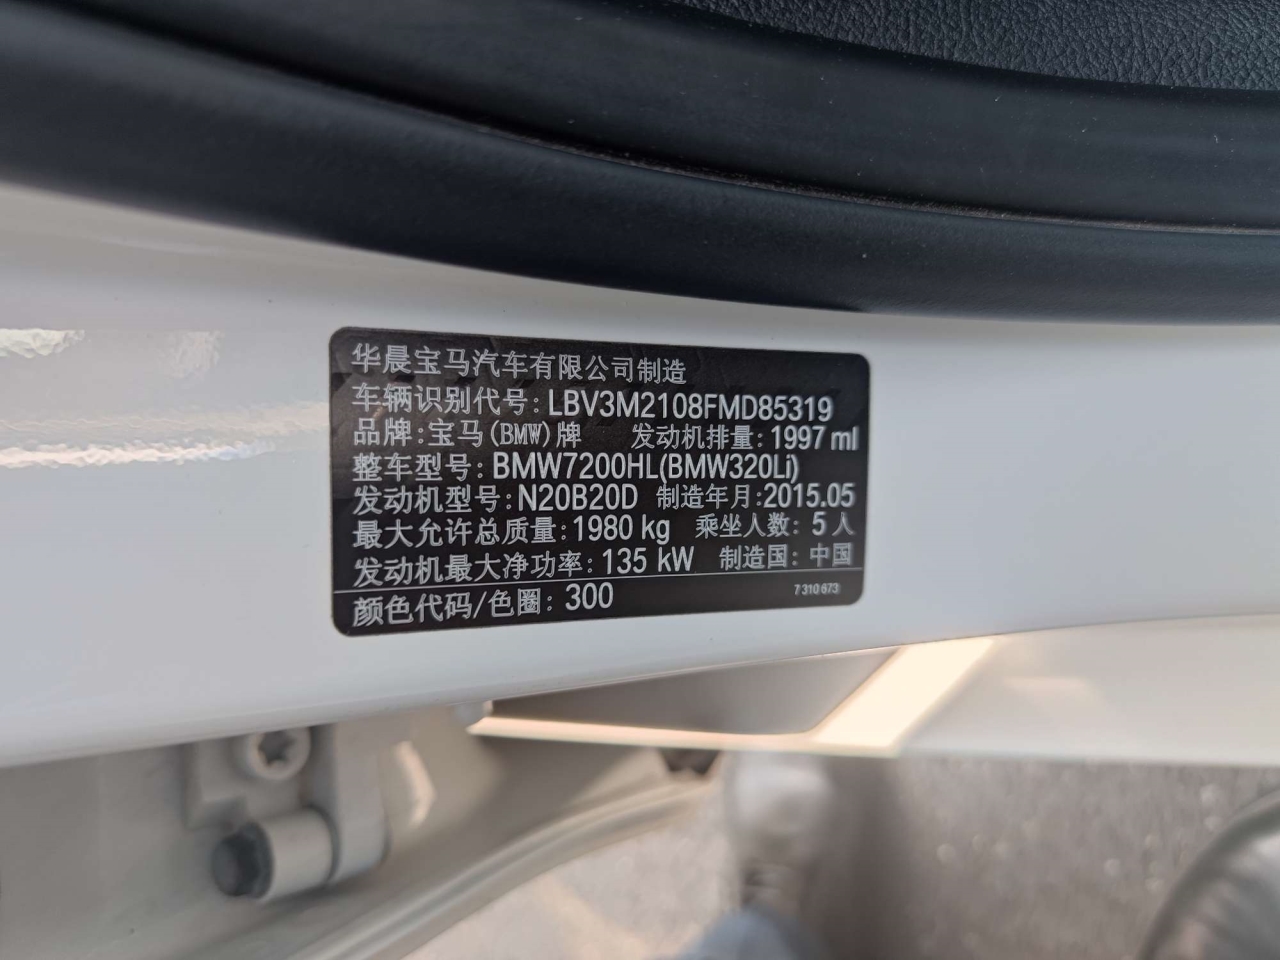 华晨宝马汽车有限公司制造
车辆识别代号: LBV3M2108FMD85319
品牌:宝马(BMW)牌 发动机排量: 1997 ml
整车型号: BMW7200HL(BMW320Li)
发动机型号: N20B20D 制造年月:2015.05
最大允许总质量: 1980 kg 乘坐人数: 5 人
发动机最大净功率: 135 kW 制造国: 中国
颜色代码/色圈: 300 7 310 673